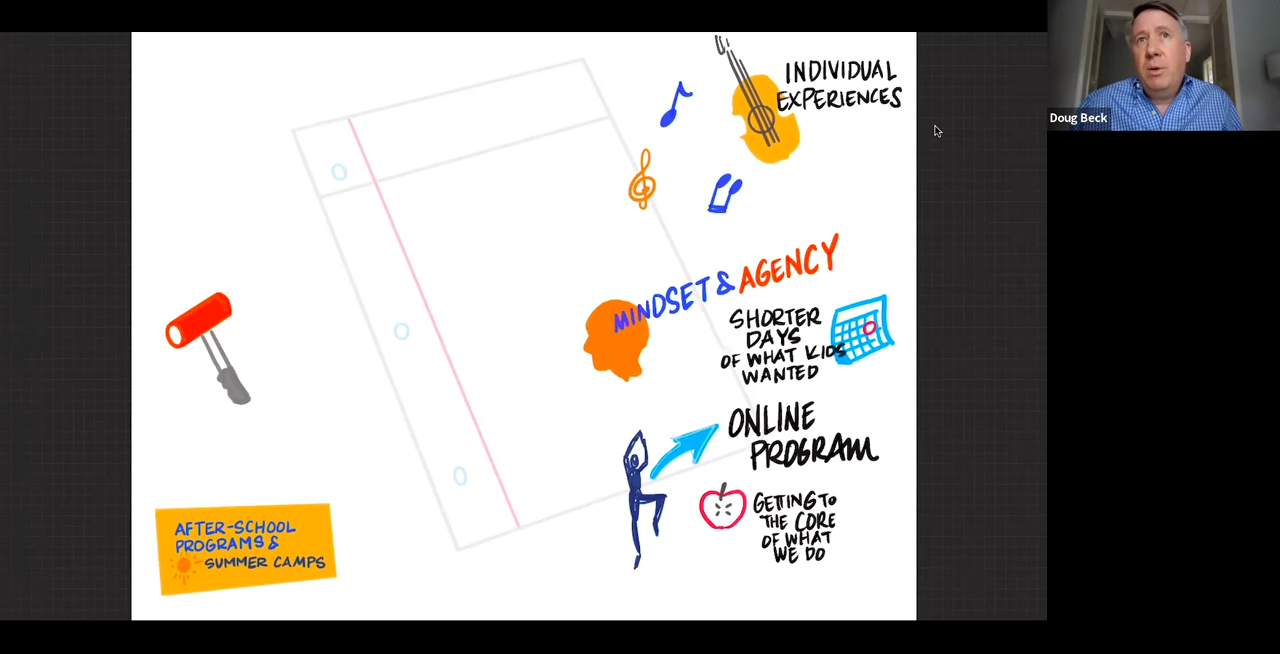 INDIVIDUAL
EXPERIENCES
Doug Beck
MINDSET & AGENCY
SHORTER
DAYS
OF WHAT KIDS
WANTED
ONLINE
PROGRAM
GETTING TO
THE CORE
OF WHAT
WE DO
AFTER-SCHOOL
PROGRAMS &
SUMMER CAMPS